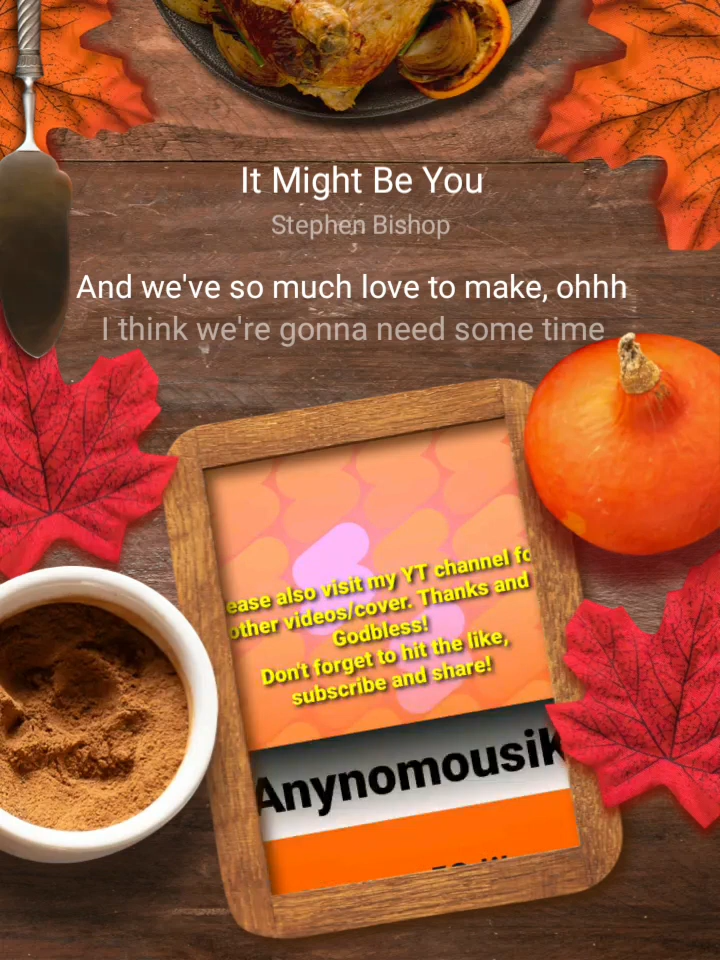 It Might Be You
Stephen Bishop
And we've so much love to make, ohhh
I think we're gonna need some time
ease also visit my YT channel fo
other videos/cover. Thanks and
Godbless!
Don't forget to hit the like,
subscribe and share!
Anynomousik